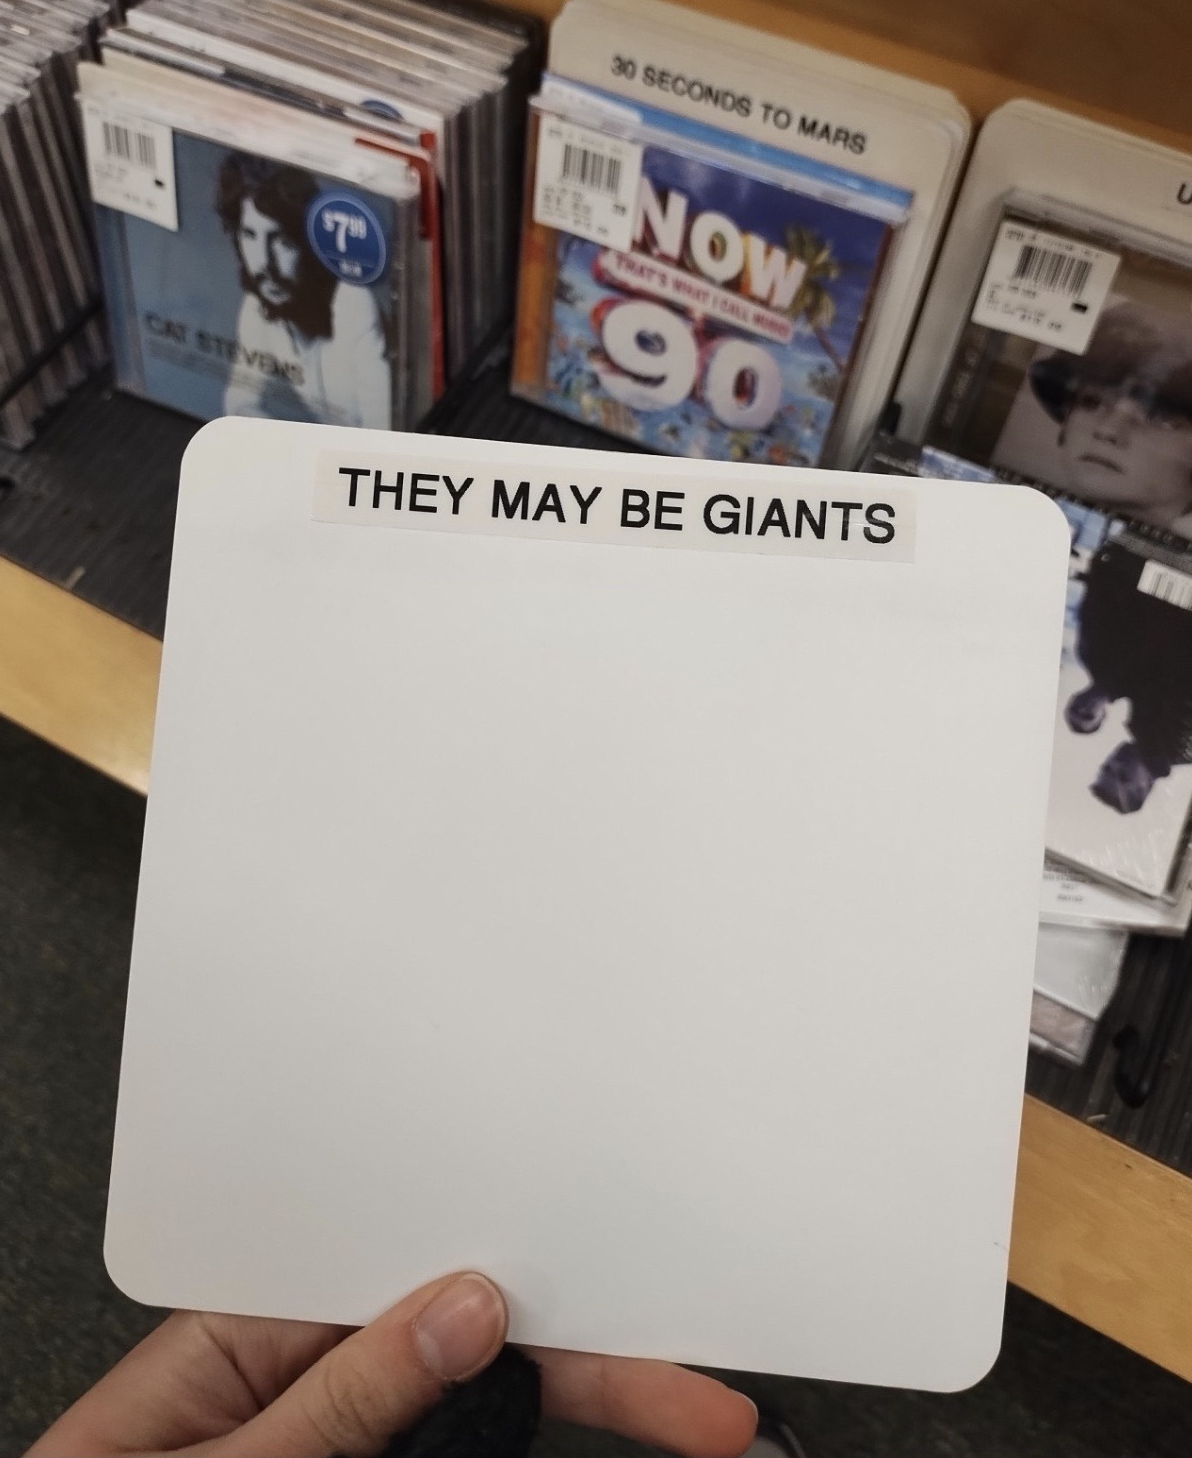 30 SECONDS TO MARS
U
$7.99
NOW
THAT'S WHAT I CALL MUSIC!
90
CAT STEVENS
THEY MAY BE GIANTS